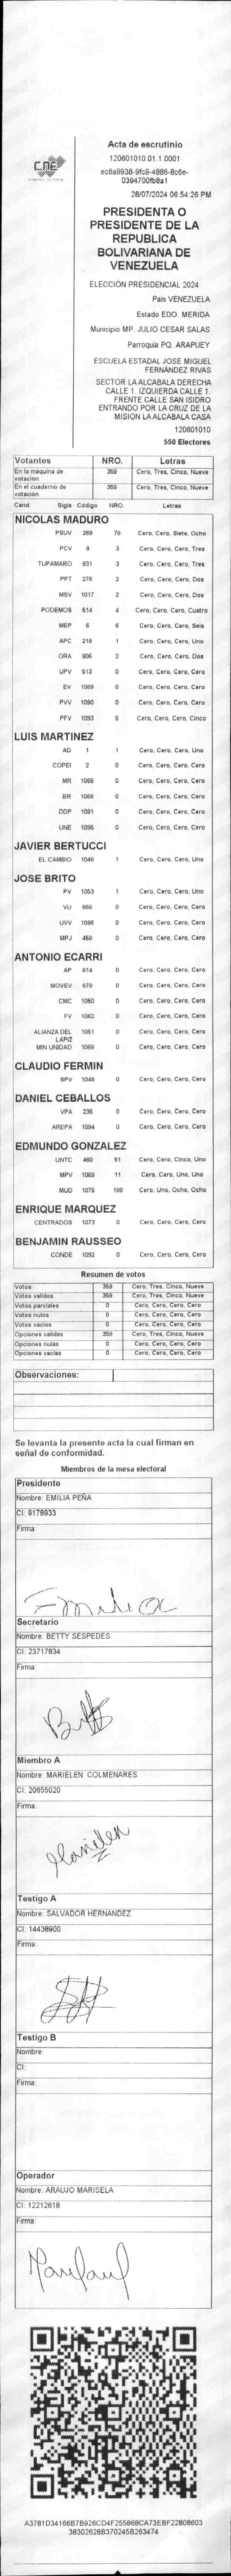 CNE
Acta de escrutinio
120601010.01.1.0001
28/07/2024 06:54:26 PM
PRESIDENTA O
PRESIDENTE DE LA
REPUBLICA
BOLIVARIANA DE
VENEZUELA
ELECCIÓN PRESIDENCIAL 2024
País VENEZUELA
Estado EDO. MERIDA
Municipio MP. JULIO CESAR SALAS
Parroquia PQ. ARAPUEY
ESCUELA ESTADAL JOSE MIGUEL
FERNÁNDEZ RIVAS
SECTOR LA ALCABALA DERECHA
CALLE 1. IZQUIERDA CALLE 1.
FRENTE CALLE SAN ISIDRO
ENTRANDO POR LA CRUZ DE LA
MISION LA ALCABALA CASA
120601010
550 Electores
Votantes NRO. Letras
En la máquina de votación 359 Cero, Tres, Cinco, Nueve
En el cuaderno de votación 359 Cero, Tres, Cinco, Nueve
Cand. Sigla Código NRO. Letras
NICOLAS MADURO
PSUV 269 78 Cero, Cero, Siete, Ocho
PCV 9 3 Cero, Cero, Cero, Tres
TUPAMARO 931 3 Cero, Cero, Cero, Tres
PPT 276 2 Cero, Cero, Cero, Dos
MSV 1017 2 Cero, Cero, Cero, Dos
PODEMOS 514 4 Cero, Cero, Cero, Cuatro
MEP 6 6 Cero, Cero, Cero, Seis
APC 219 1 Cero, Cero, Cero, Uno
ORA 906 2 Cero, Cero, Cero, Dos
UPV 513 0 Cero, Cero, Cero, Cero
EV 1089 0 Cero, Cero, Cero, Cero
PVV 1090 0 Cero, Cero, Cero, Cero
PFV 1093 5 Cero, Cero, Cero, Cinco
LUIS MARTINEZ
AD 1 1 Cero, Cero, Cero, Uno
COPEI 2 0 Cero, Cero, Cero, Cero
MR 1065 0 Cero, Cero, Cero, Cero
BR 1066 0 Cero, Cero, Cero, Cero
DDP 1091 0 Cero, Cero, Cero, Cero
UNE 1095 0 Cero, Cero, Cero, Cero
JAVIER BERTUCCI
EL CAMBIO 1049 1 Cero, Cero, Cero, Uno
JOSE BRITO
PV 1053 1 Cero, Cero, Cero, Uno
VU 868 0 Cero, Cero, Cero, Cero
UVV 1096 0 Cero, Cero, Cero, Cero
MPJ 459 0 Cero, Cero, Cero, Cero
ANTONIO ECARRI
AP 814 0 Cero, Cero, Cero, Cero
MOVEV 979 0 Cero, Cero, Cero, Cero
CMC 1050 0 Cero, Cero, Cero, Cero
FV 1062 0 Cero, Cero, Cero, Cero
ALIANZA DEL LAPIZ 1051 0 Cero, Cero, Cero, Cero
MIN UNIDAD 0 Cero, Cero, Cero, Cero
CLAUDIO FERMIN
SPV 0 Cero, Cero, Cero, Cero
DANIEL CEBALLOS
VPA 236 0 Cero, Cero, Cero, Cero
AREPA 1094 0 Cero, Cero, Cero, Cero
EDMUNDO GONZALEZ
UNTC 460 51 Cero, Cero, Cinco, Uno
MPV 11 Cero, Cero, Uno, Uno
MUD 1075 188 Cero, Uno, Ocho, Ocho
ENRIQUE MARQUEZ
CENTRADOS 1073 0 Cero, Cero, Cero, Cero
BENJAMIN RAUSSEO
CONDE 1092 0 Cero, Cero, Cero, Cero
Resumen de votos
Votos 359 Cero, Tres, Cinco, Nueve
Votos validos 359 Cero, Tres, Cinco, Nueve
Votos parciales 0 Cero, Cero, Cero, Cero
Votos nulos 0 Cero, Cero, Cero, Cero
Votos vacios 0 Cero, Cero, Cero, Cero
Opciones validas 359 Cero, Tres, Cinco, Nueve
Opciones nulas 0 Cero, Cero, Cero, Cero
Opciones vacias 0 Cero, Cero, Cero, Cero
Observaciones:
Se levanta la presente acta la cual firman en
señal de conformidad.
Miembros de la mesa electoral
Presidente
Nombre: EMILIA PEÑA
CI: 9178933
Firma:
Emilia
Secretario
Nombre: BETTY SESPEDES
CI: 23717834
Firma:
Miembro A
Nombre: MARIELEN COLMENARES
CI: 20655020
Firma:
Marielen
Testigo A
Nombre: SALVADOR HERNANDEZ
CI: 14438900
Firma:
Testigo B
Nombre:
CI:
Firma:
Operador
Nombre: ARAUJO MARISELA
CI: 12212618
Firma: